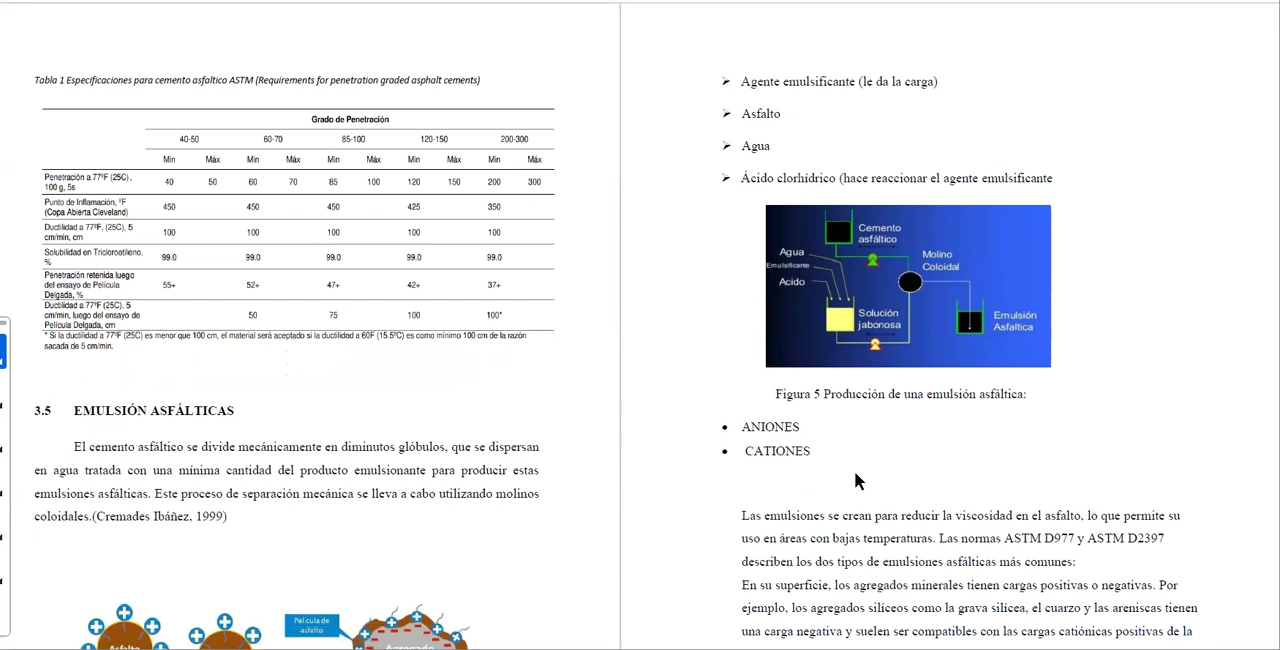 Tabla 1 Especificaciones para cemento asfaltico ASTM (Requirements for penetration graded asphalt cements)
Grado de Penetración
40-50 60-70 85-100 120-150 200-300
Min Máx Min Máx Min Máx Min Máx Min Máx
Penetración a 77ºF (25C),
100 g, 5s
40 50 60 70 85 100 120 150 200 300
Punto de Inflamación, ºF
(Copa Abierta Cleveland)
450 450 450 425 350
Ductilidad a 77ºF, (25C), 5
cm/min, cm
100 100 100 100 100
Solubilidad en Tricloroetileno,
%
99.0 99.0 99.0 99.0 99.0
Penetración retenida luego
del ensayo de Película
Delgada, %
55+ 52+ 47+ 42+ 37+
Ductilidad a 77ºF (25C), 5
cm/min, luego del ensayo de
Película Delgada, cm
50 75 100 100*
* Si la ductilidad a 77ºF (25C) es menor que 100 cm, el material será aceptado si la ductilidad a 60F (15.5ºC) es como mínimo 100 cm de la razón
sacada de 5 cm/min.
3.5 EMULSIÓN ASFÁLTICAS
El cemento asfáltico se divide mecánicamente en diminutos glóbulos, que se dispersan
en agua tratada con una mínima cantidad del producto emulsionante para producir estas
emulsiones asfálticas. Este proceso de separación mecánica se lleva a cabo utilizando molinos
coloidales.(Cremades Ibáñez, 1999)
Película de
asfalto
Asfalto
Agregado
➢ Agente emulsificante (le da la carga)
➢ Asfalto
➢ Agua
➢ Ácido clorhídrico (hace reaccionar el agente emulsificante
Cemento
asfáltico
Agua
Emulsificante
Acido
Molino
Coloidal
Solución
jabonosa
Emulsión
Asfaltica
Figura 5 Producción de una emulsión asfáltica:
• ANIONES
• CATIONES
Las emulsiones se crean para reducir la viscosidad en el asfalto, lo que permite su
uso en áreas con bajas temperaturas. Las normas ASTM D977 y ASTM D2397
describen los dos tipos de emulsiones asfálticas más comunes:
En su superficie, los agregados minerales tienen cargas positivas o negativas. Por
ejemplo, los agregados silíceos como la grava silícea, el cuarzo y las areniscas tienen
una carga negativa y suelen ser compatibles con las cargas catiónicas positivas de la